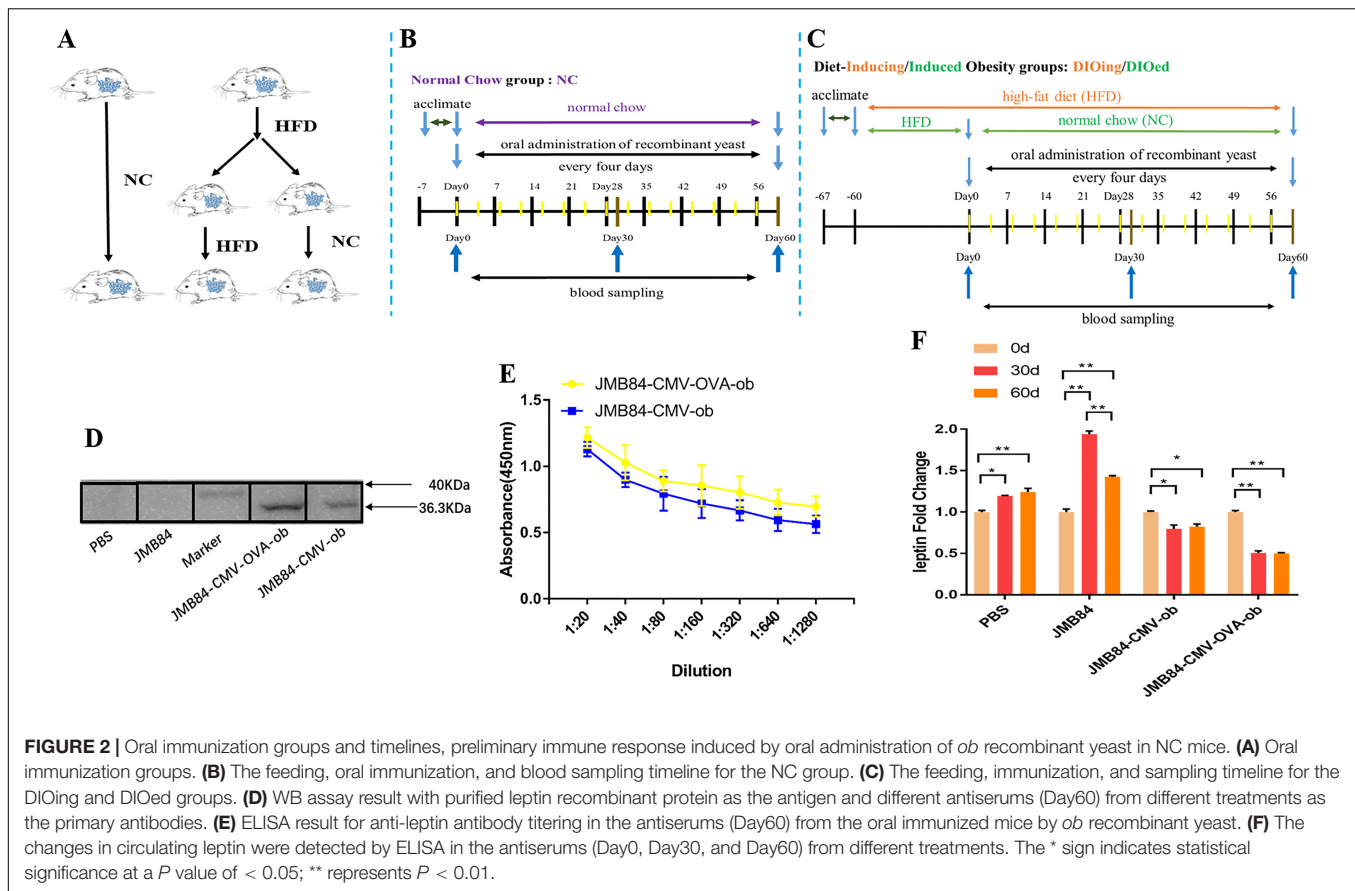 A
HFD
NC
HFD
NC
B
Normal Chow group : NC
acclimate
normal chow
oral administration of recombinant yeast
every four days
-7 Day0 7 14 21 Day28 35 42 49 56
Day0 Day30 Day60
blood sampling
C
Diet-Inducing/Induced Obesity groups: DIOing/DIOed
acclimate
high-fat diet (HFD)
HFD normal chow (NC)
oral administration of recombinant yeast
every four days
-67 -60 Day0 7 14 21 Day28 35 42 49 56
Day0 Day30 Day60
blood sampling
D
40KDa
36.3KDa
PBS
JMB84
Marker
JMB84-CMV-OVA-ob
JMB84-CMV-ob
E
JMB84-CMV-OVA-ob
JMB84-CMV-ob
Absorbance(450nm)
1.5
1.0
0.5
0.0
1:20 1:40 1:80 1:160 1:320 1:640 1:1280
Dilution
F
0d
30d
60d
leptin Fold Change
2.0
1.5
1.0
0.5
0.0
* ** ** ** ** * * ** **
PBS
JMB84
JMB84-CMV-ob
JMB84-CMV-OVA-ob
FIGURE 2 | Oral immunization groups and timelines, preliminary immune response induced by oral administration of ob recombinant yeast in NC mice. (A) Oral
immunization groups. (B) The feeding, oral immunization, and blood sampling timeline for the NC group. (C) The feeding, immunization, and sampling timeline for the
DIOing and DIOed groups. (D) WB assay result with purified leptin recombinant protein as the antigen and different antiserums (Day60) from different treatments as
the primary antibodies. (E) ELISA result for anti-leptin antibody titering in the antiserums (Day60) from the oral immunized mice by ob recombinant yeast. (F) The
changes in circulating leptin were detected by ELISA in the antiserums (Day0, Day30, and Day60) from different treatments. The * sign indicates statistical
significance at a P value of < 0.05; ** represents P < 0.01.